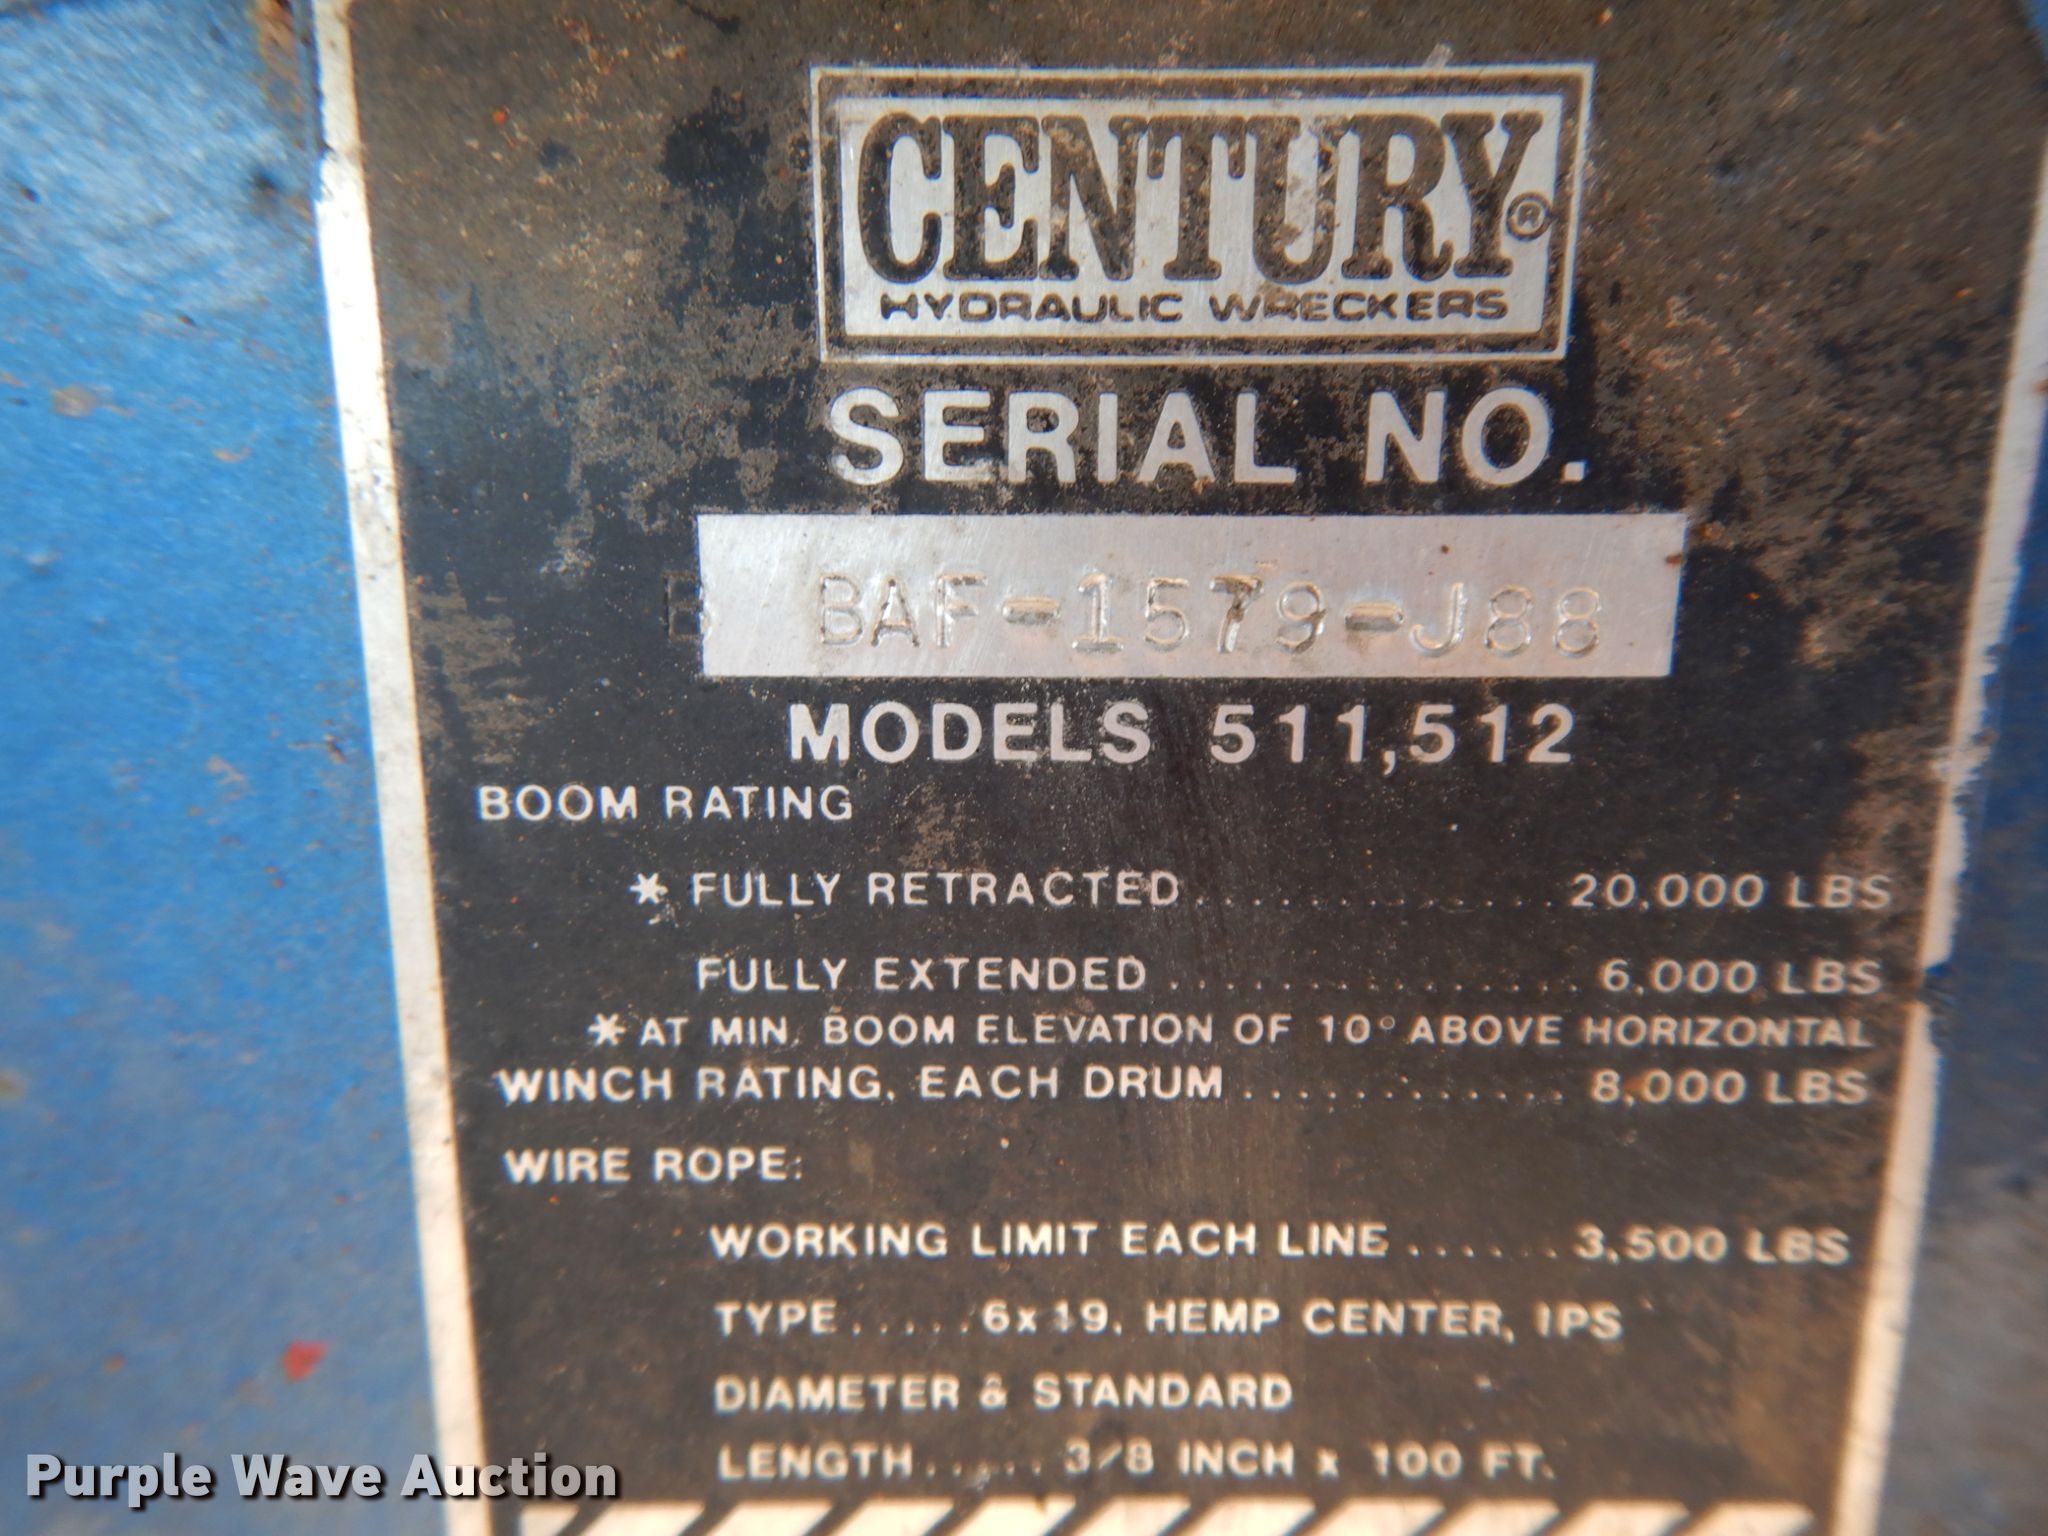 CENTURY®
HYDRAULIC WRECKERS
SERIAL NO.
B BAF-1579-J88
MODELS 511,512
BOOM RATING
* FULLY RETRACTED.............20,000 LBS
FULLY EXTENDED...............6,000 LBS
* AT MIN. BOOM ELEVATION OF 10° ABOVE HORIZONTAL
WINCH RATING, EACH DRUM............8,000 LBS
WIRE ROPE:
WORKING LIMIT EACH LINE......3,500 LBS
TYPE.....6x19, HEMP CENTER, IPS
DIAMETER & STANDARD
LENGTH.....3/8 INCH x 100 FT.
Purple Wave Auction